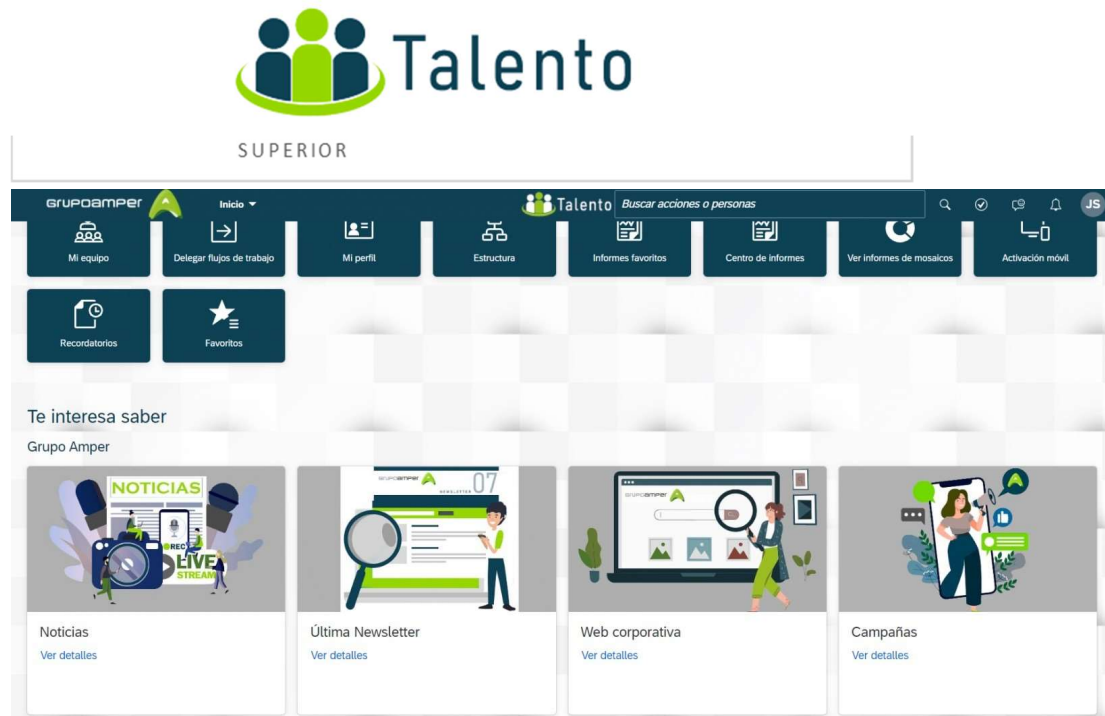 Talento
SUPERIOR
GRUPOAMPER
Inicio
Talento
Buscar acciones o personas
JS
Mi equipo
Delegar flujos de trabajo
Mi perfil
Estructura
Informes favoritos
Centro de informes
Ver informes de mosaicos
Activación móvil
Recordatorios
Favoritos
Te interesa saber
Grupo Amper
NOTICIAS
REC
LIVE
STREAM
GRUPOAMPER
NEWSLETTER 07
GRUPOAMPER
Noticias
Última Newsletter
Web corporativa
Campañas
Ver detalles
Ver detalles
Ver detalles
Ver detalles